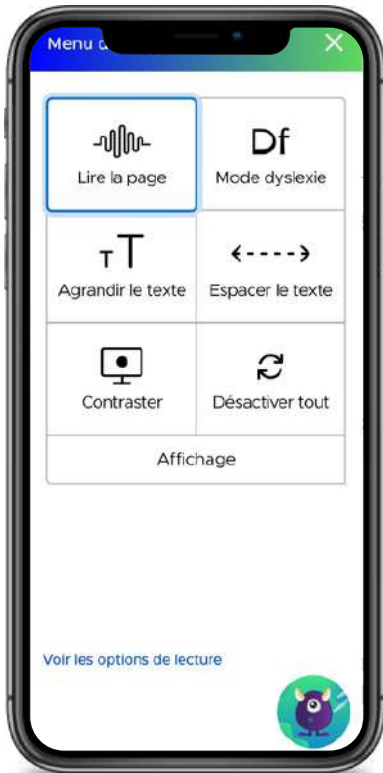 Menu
Lire la page
Df
Mode dyslexie
TT
Agrandir le texte
Espacer le texte
Contraster
Désactiver tout
Affichage
Voir les options de lecture